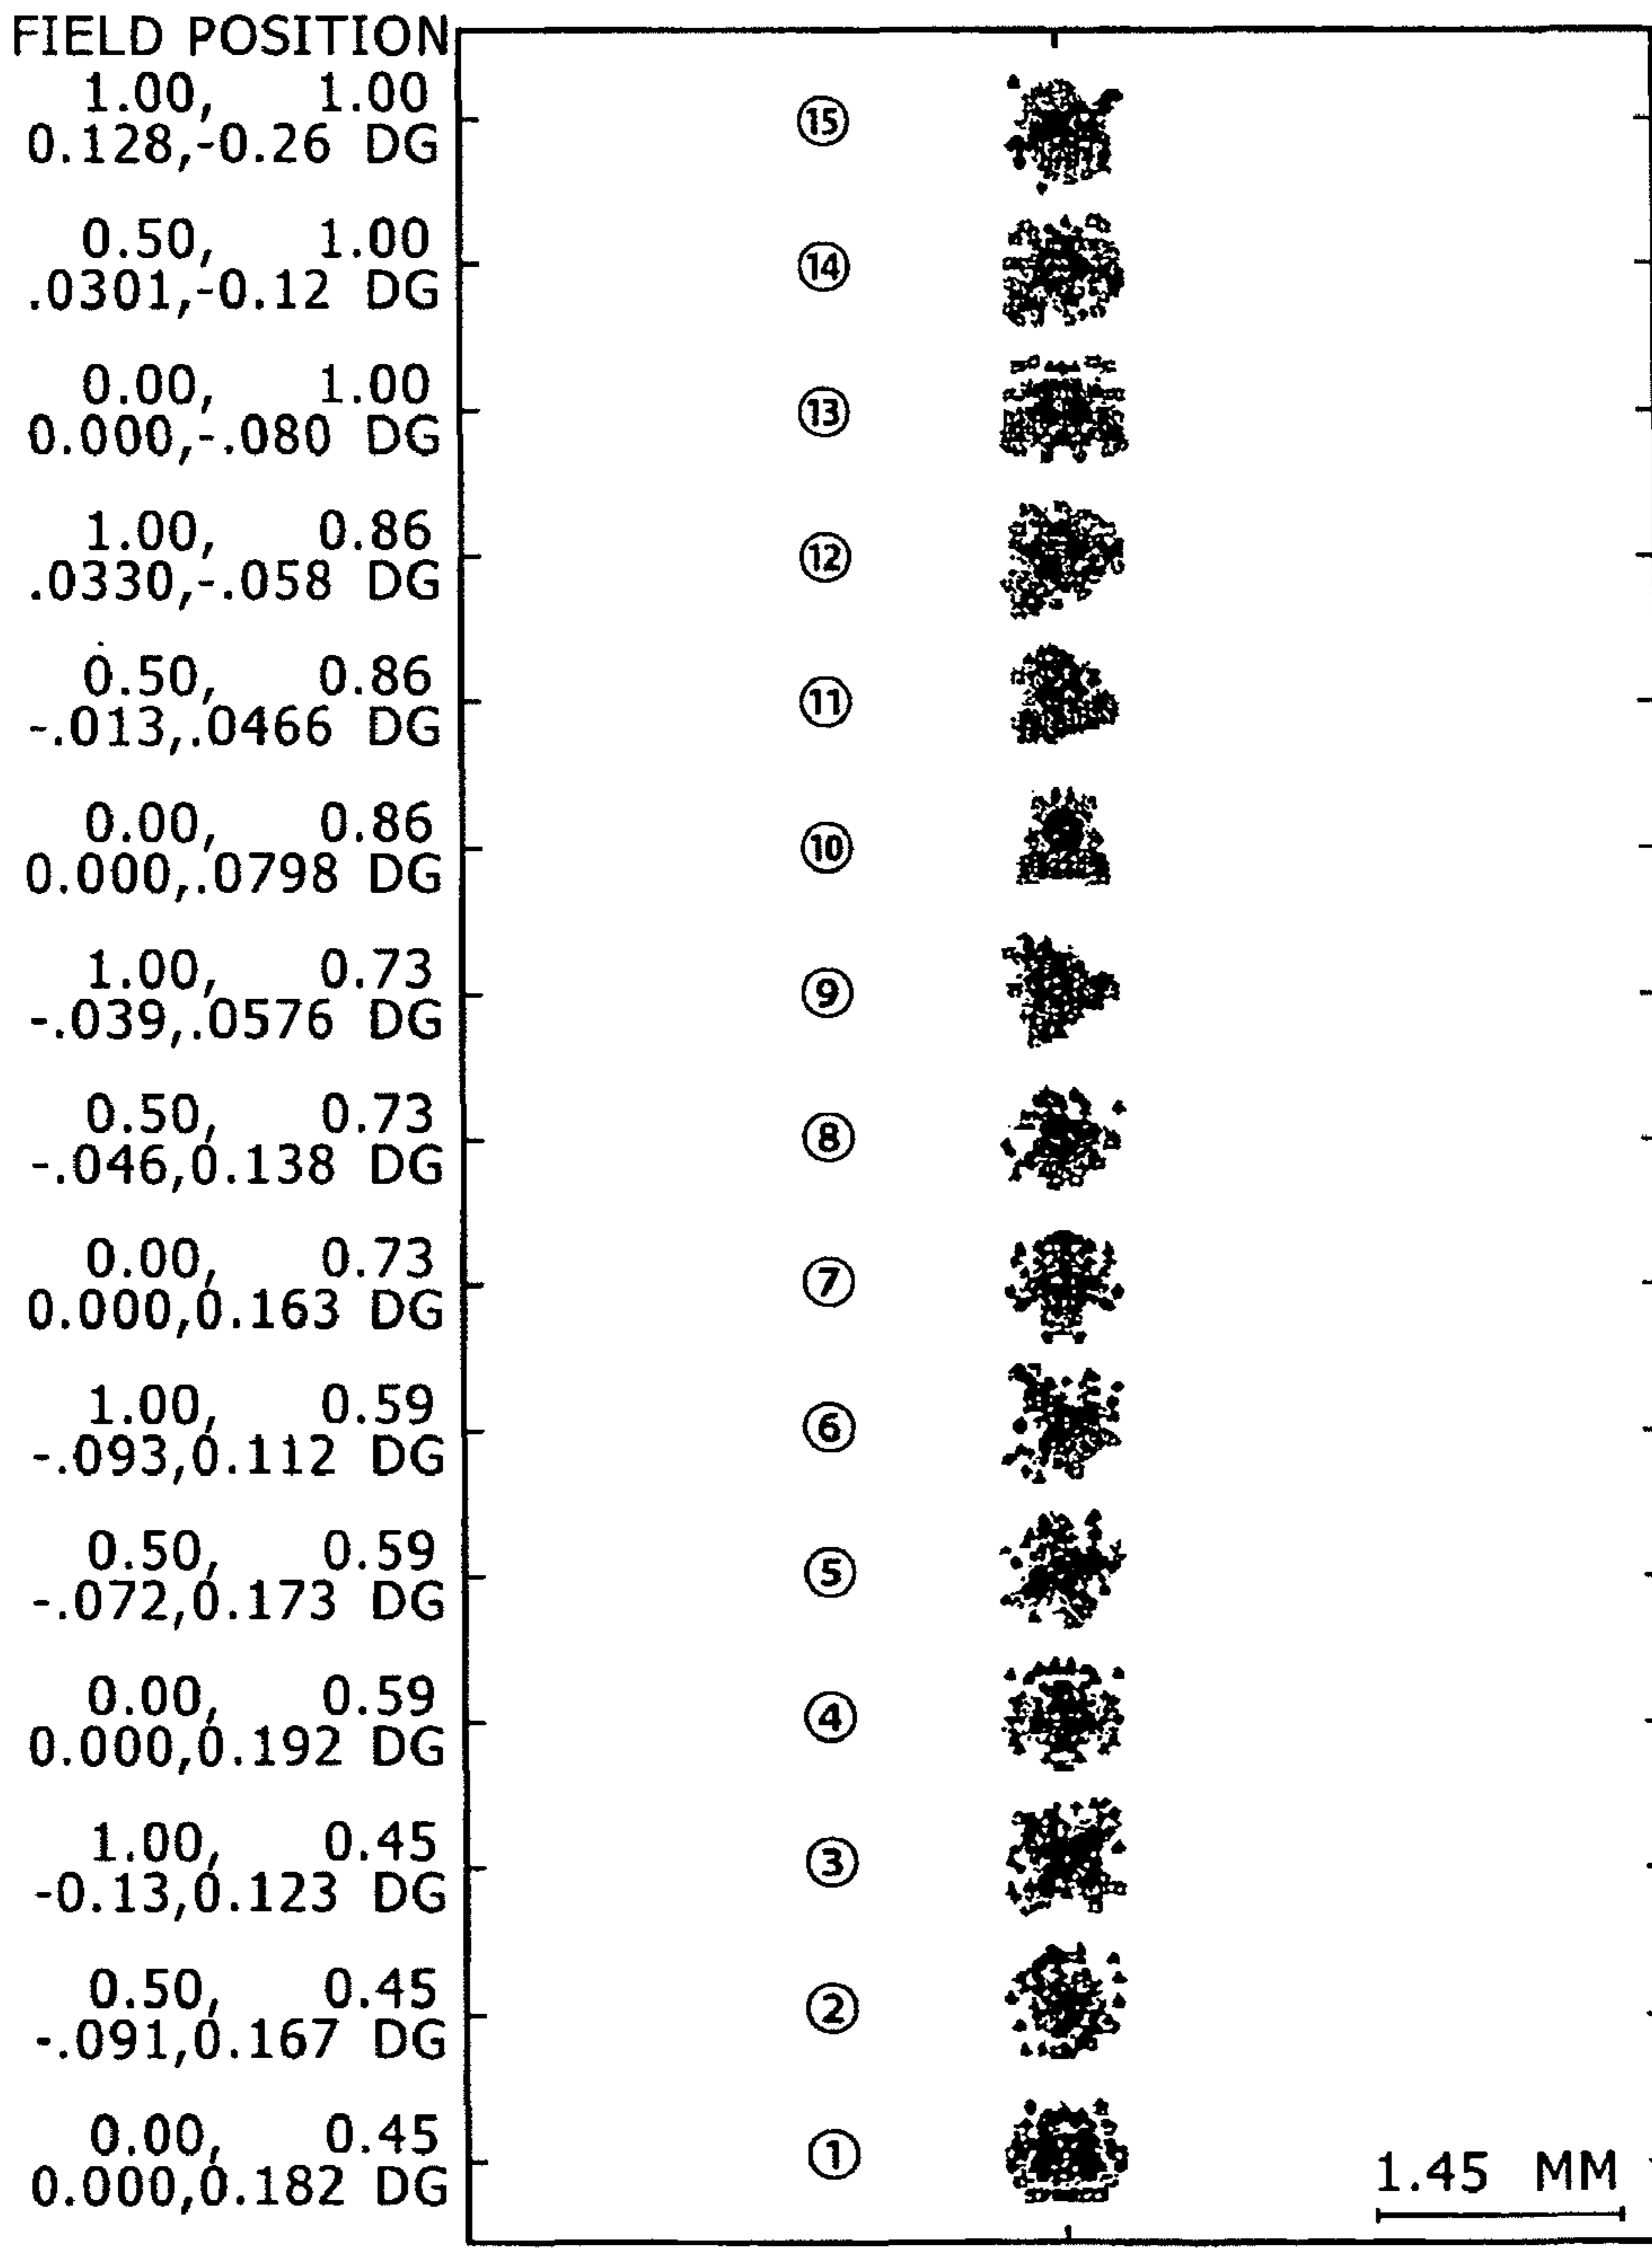 FIELD POSITION
1.00, 1.00
0.128,-0.26 DG
⑮
0.50, 1.00
.0301,-0.12 DG
⑭
0.00, 1.00
0.000,-.080 DG
⑬
1.00, 0.86
.0330,-.058 DG
⑫
0.50, 0.86
-.013,.0466 DG
⑪
0.00, 0.86
0.000,.0798 DG
⑩
1.00, 0.73
-.039,.0576 DG
⑨
0.50, 0.73
-.046,0.138 DG
⑧
0.00, 0.73
0.000,0.163 DG
⑦
1.00, 0.59
-.093,0.112 DG
⑥
0.50, 0.59
-.072,0.173 DG
⑤
0.00, 0.59
0.000,0.192 DG
④
1.00, 0.45
-0.13,0.123 DG
③
0.50, 0.45
-.091,0.167 DG
②
0.00, 0.45
0.000,0.182 DG
①
1.45 MM